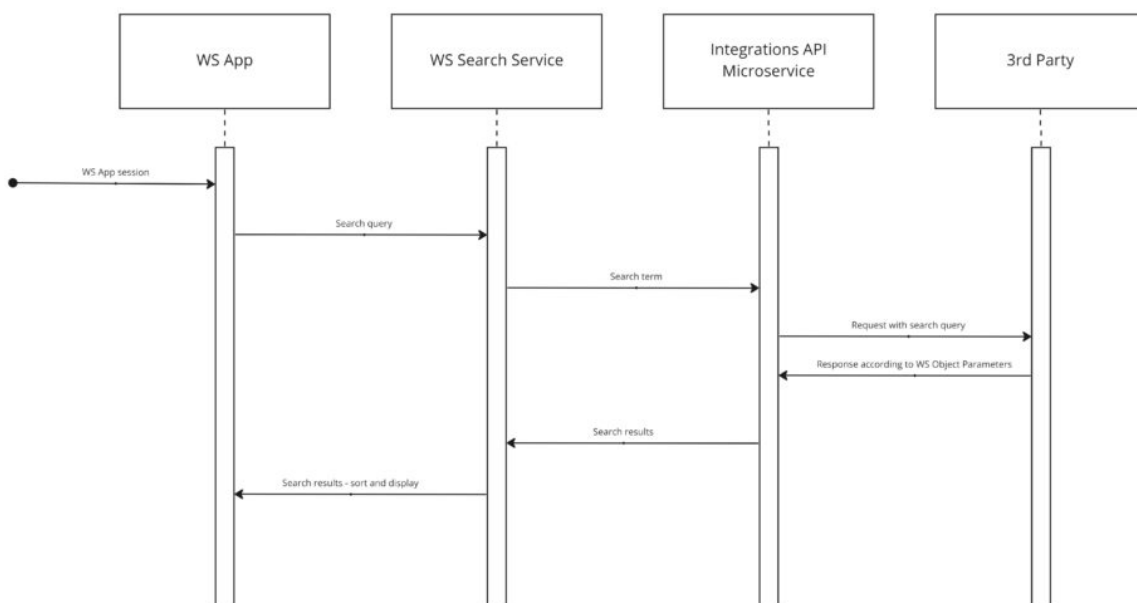 WS App
WS Search Service
Integrations API
Microservice
3rd Party
WS App session
Search query
Search term
Request with search query
Response according to WS Object Parameters
Search results
Search results - sort and display